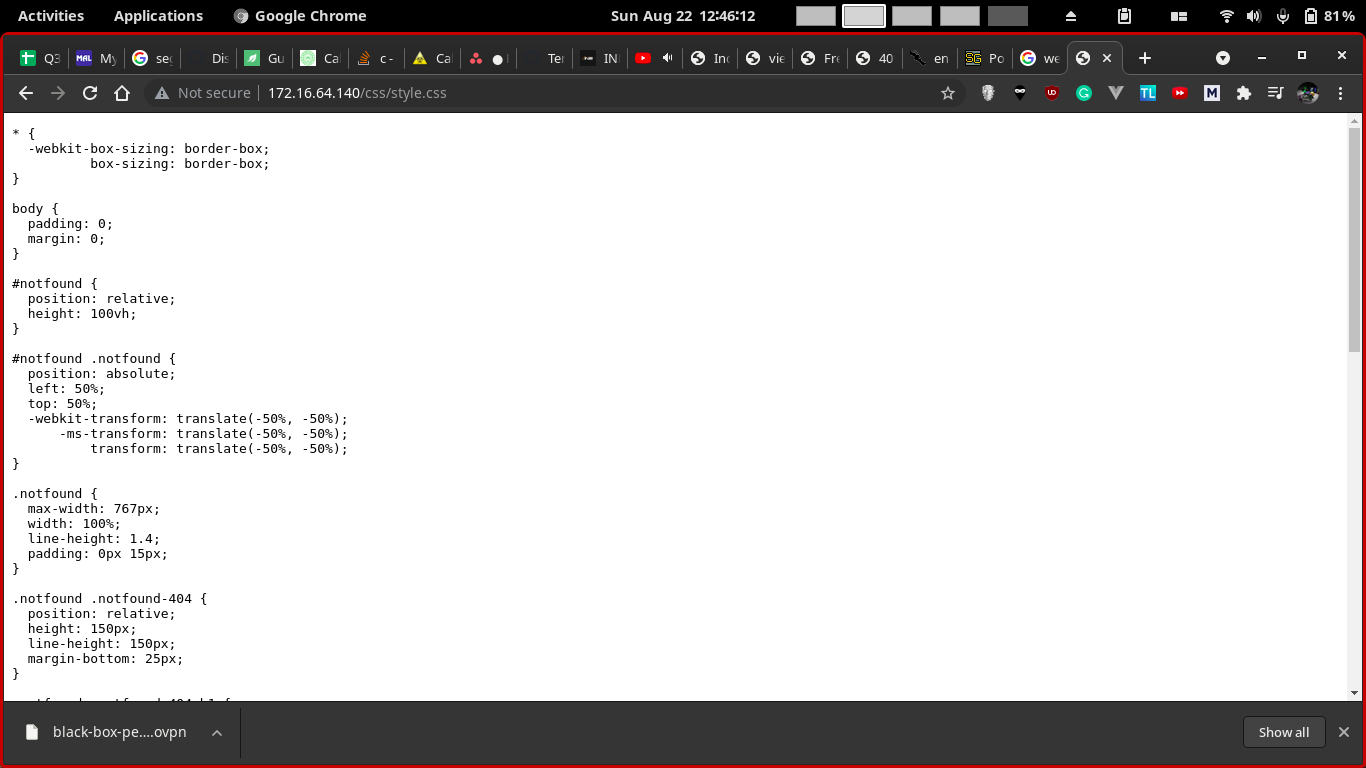 Activities Applications Google Chrome Sun Aug 22 12:46:12 81%
Q3 MAL My se Dis Gu Ca c - Ca Ter IN Inc vie Fre 40 en SG Po we
Not secure 172.16.64.140/css/style.css UD G TL M
* {
-webkit-box-sizing: border-box;
box-sizing: border-box;
}
body {
padding: 0;
margin: 0;
}
#notfound {
position: relative;
height: 100vh;
}
#notfound .notfound {
position: absolute;
left: 50%;
top: 50%;
-webkit-transform: translate(-50%, -50%);
-ms-transform: translate(-50%, -50%);
transform: translate(-50%, -50%);
}
.notfound {
max-width: 767px;
width: 100%;
line-height: 1.4;
padding: 0px 15px;
}
.notfound .notfound-404 {
position: relative;
height: 150px;
line-height: 150px;
margin-bottom: 25px;
}
black-box-pe....ovpn Show all